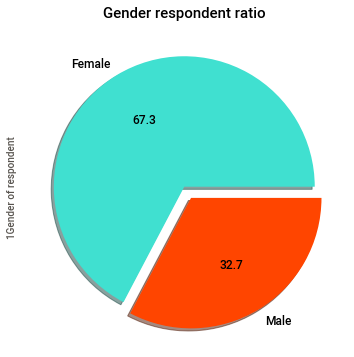 Gender respondent ratio
Female
67.3
1Gender of respondent
32.7
Male